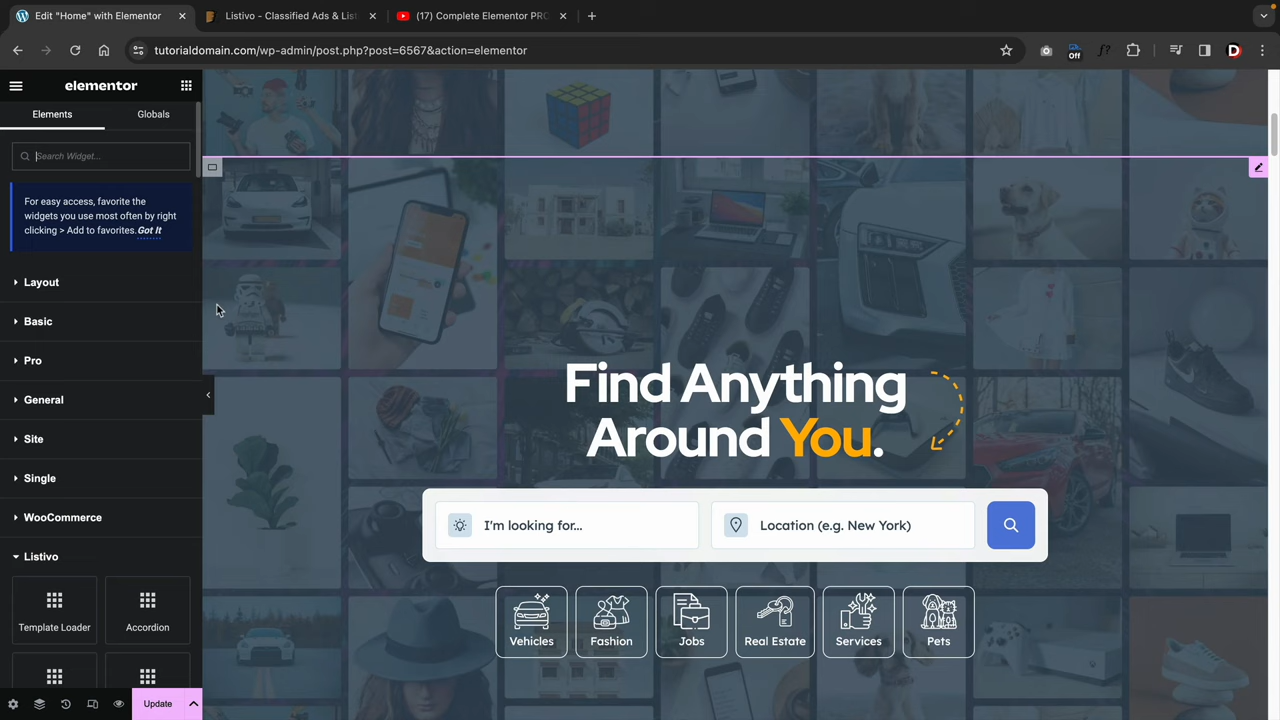 Edit "Home" with Elementor
Listivo - Classified Ads & List
(17) Complete Elementor PRO
tutorialdomain.com/wp-admin/post.php?post=6567&action=elementor
Off
f?
D
elementor
Elements
Globals
Search Widget...
For easy access, favorite the
widgets you use most often by right
clicking > Add to favorites. Got It
Layout
Basic
Pro
General
Site
Single
WooCommerce
Listivo
Template Loader
Accordion
Update
Find Anything
Around You.
I'm looking for...
Location (e.g. New York)
Vehicles
Fashion
Jobs
Real Estate
Services
Pets